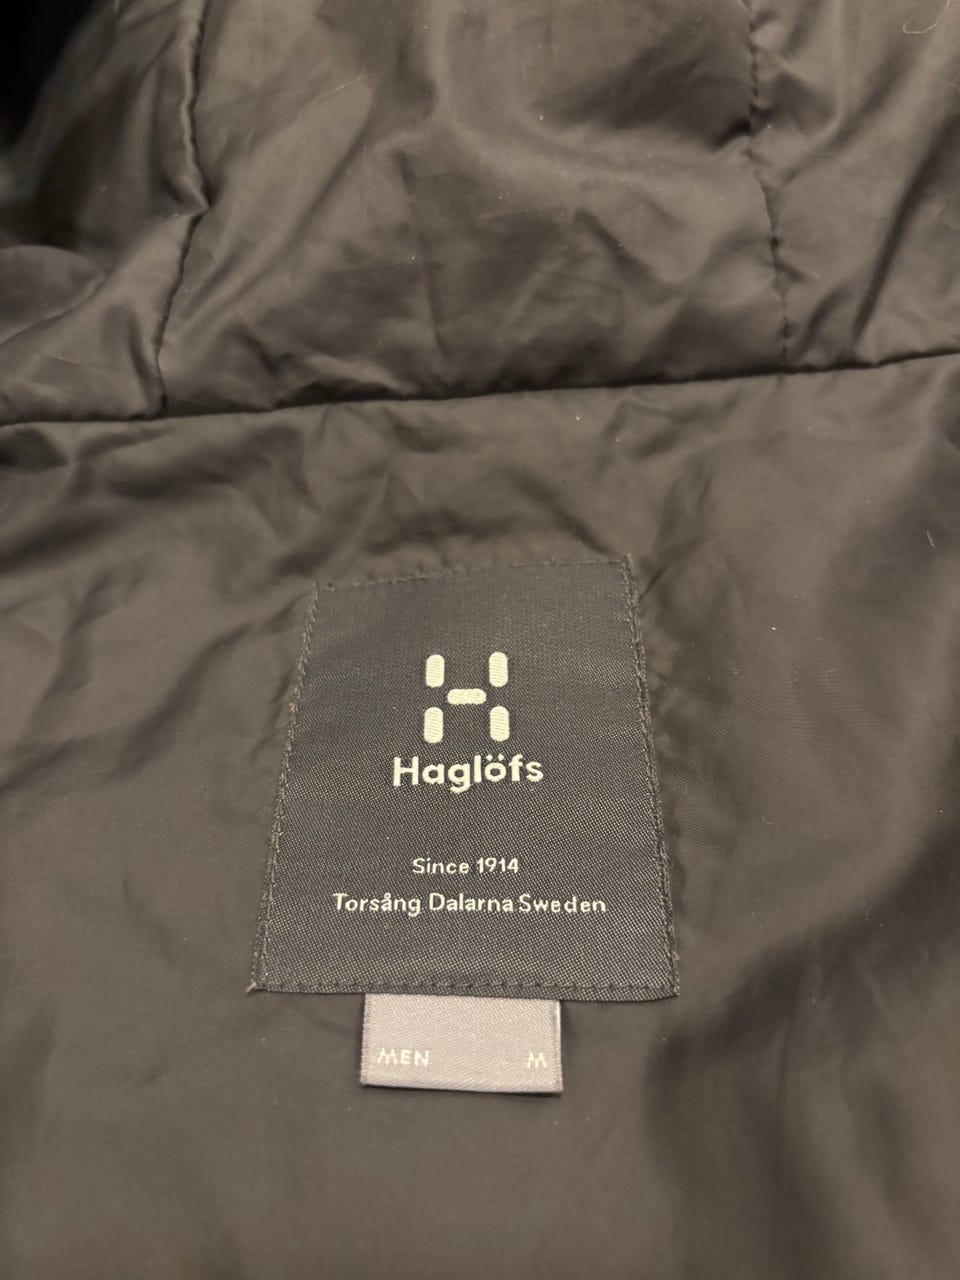 Haglöfs
Since 1914
Torsång Dalarna Sweden
MEN M